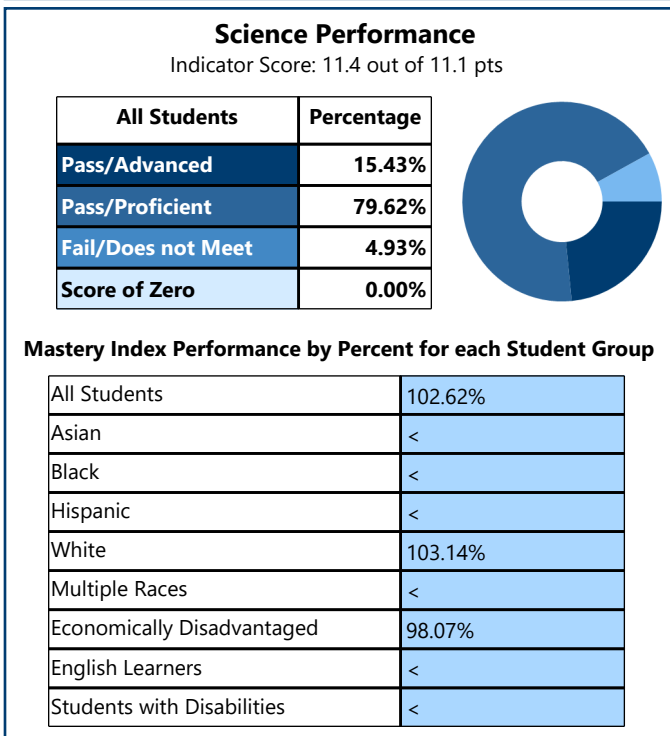 Science Performance
Indicator Score: 11.4 out of 11.1 pts
All Students Percentage
Pass/Advanced 15.43%
Pass/Proficient 79.62%
Fail/Does not Meet 4.93%
Score of Zero 0.00%
Mastery Index Performance by Percent for each Student Group
All Students 102.62%
Asian <
Black <
Hispanic <
White 103.14%
Multiple Races <
Economically Disadvantaged 98.07%
English Learners <
Students with Disabilities <